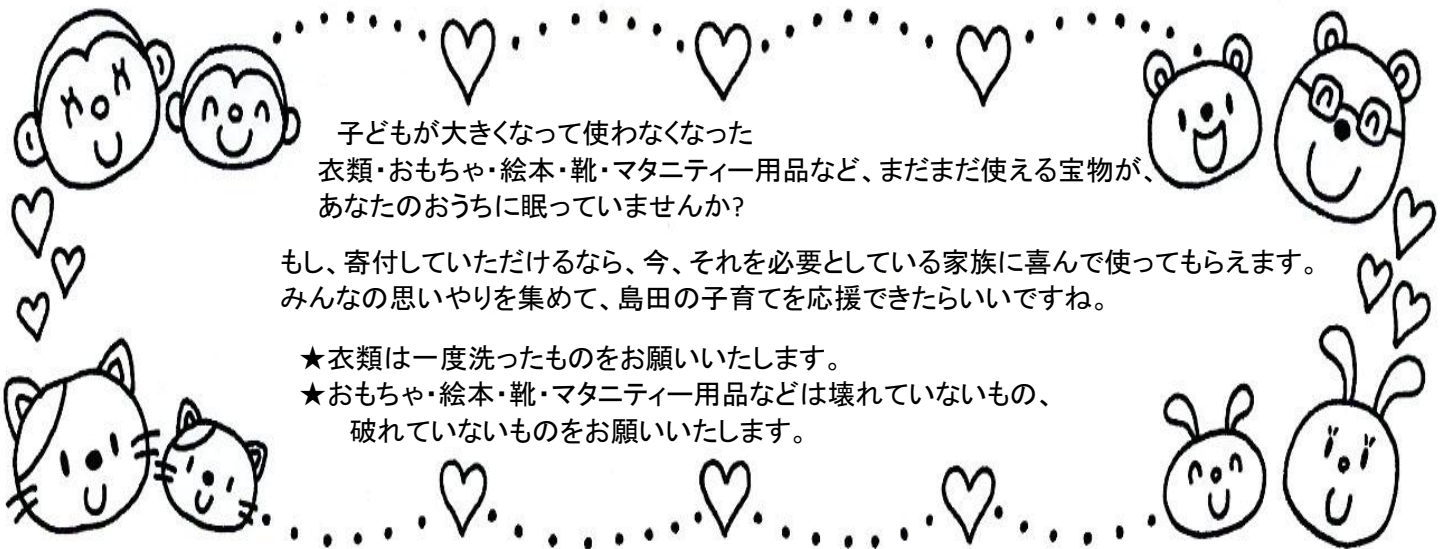 子どもが大きくなって使わなくなった
衣類・おもちゃ・絵本・靴・マタニティー用品など、まだまだ使える宝物が、
あなたのおうちに眠っていませんか?
もし、寄付していただけるなら、今、それを必要としている家族に喜んで使ってもらえます。
みんなの思いやりを集めて、島田の子育てを応援できたらいいですね。
★衣類は一度洗ったものをお願いいたします。
★おもちゃ・絵本・靴・マタニティー用品などは壊れていないもの、
破れていないものをお願いいたします。